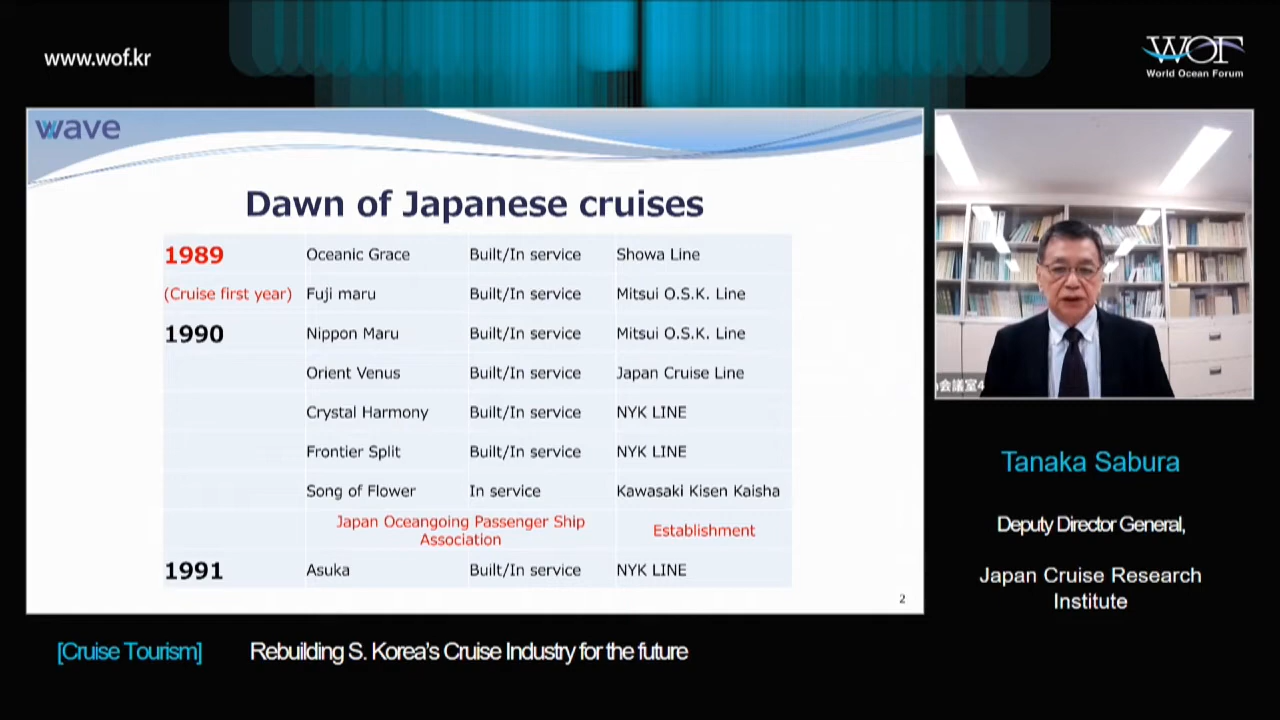 www.wof.kr
WOF
World Ocean Forum
wave
Dawn of Japanese cruises
1989 Oceanic Grace Built/In service Showa Line
(Cruise first year) Fuji maru Built/In service Mitsui O.S.K. Line
1990 Nippon Maru Built/In service Mitsui O.S.K. Line
Orient Venus Built/In service Japan Cruise Line
Crystal Harmony Built/In service NYK LINE
Frontier Split Built/In service NYK LINE
Song of Flower In service Kawasaki Kisen Kaisha
Japan Oceangoing Passenger Ship
Association
Establishment
1991 Asuka Built/In service NYK LINE
2
会議室4
Tanaka Sabura
Deputy Director General,
Japan Cruise Research
Institute
[Cruise Tourism] Rebuilding S. Korea's Cruise Industry for the future